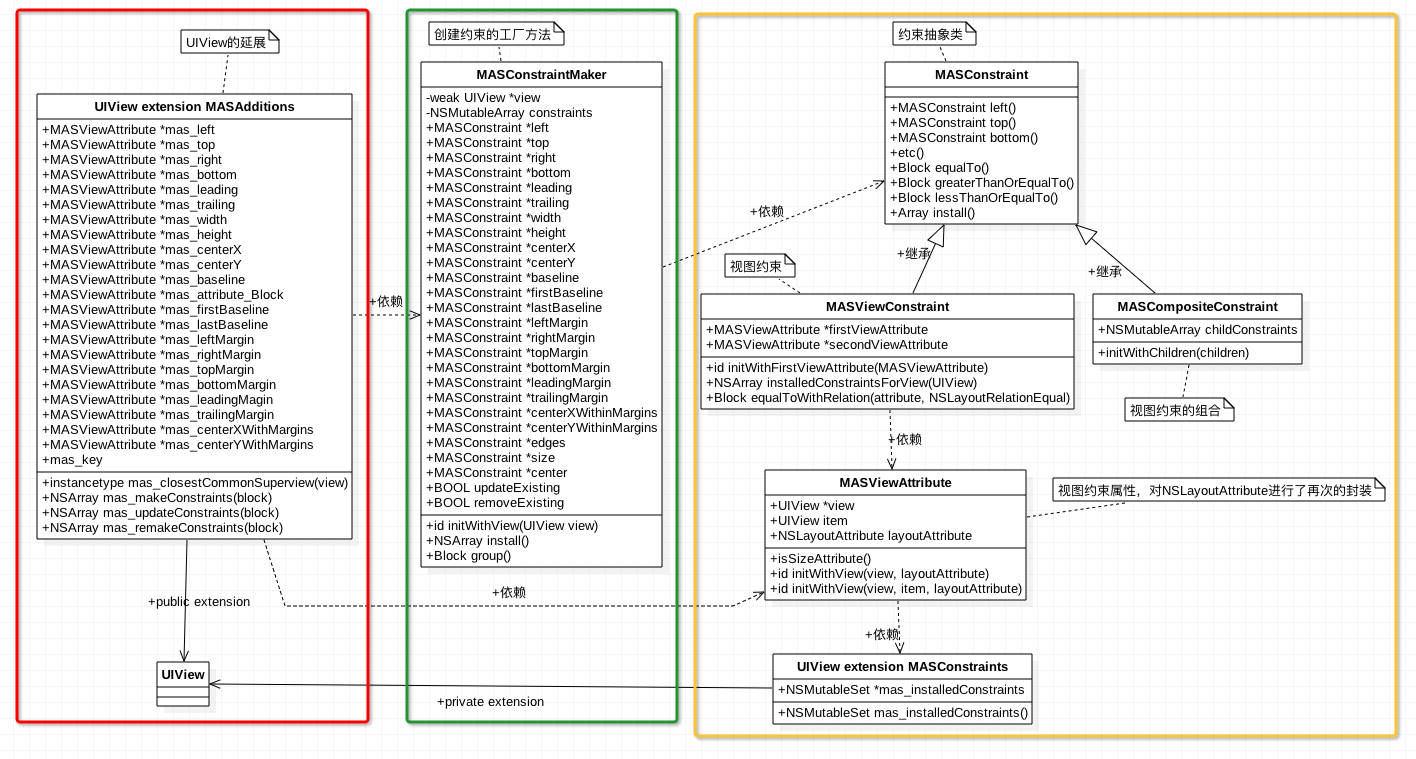 UIView的延展
UIView extension MASAdditions
+MASViewAttribute *mas_left
+MASViewAttribute *mas_top
+MASViewAttribute *mas_right
+MASViewAttribute *mas_bottom
+MASViewAttribute *mas_leading
+MASViewAttribute *mas_trailing
+MASViewAttribute *mas_width
+MASViewAttribute *mas_height
+MASViewAttribute *mas_centerX
+MASViewAttribute *mas_centerY
+MASViewAttribute *mas_baseline
+MASViewAttribute *mas_attribute_Block
+MASViewAttribute *mas_firstBaseline
+MASViewAttribute *mas_lastBaseline
+MASViewAttribute *mas_leftMargin
+MASViewAttribute *mas_rightMargin
+MASViewAttribute *mas_topMargin
+MASViewAttribute *mas_bottomMargin
+MASViewAttribute *mas_leadingMagin
+MASViewAttribute *mas_trailingMargin
+MASViewAttribute *mas_centerXWithMargins
+MASViewAttribute *mas_centerYWithMargins
+mas_key
+instancetype mas_closestCommonSuperview(view)
+NSArray mas_makeConstraints(block)
+NSArray mas_updateConstraints(block)
+NSArray mas_remakeConstraints(block)
+public extension
UIView
+依赖
创建约束的工厂方法
MASConstraintMaker
-weak UIView *view
-NSMutableArray constraints
+MASConstraint *left
+MASConstraint *top
+MASConstraint *right
+MASConstraint *bottom
+MASConstraint *leading
+MASConstraint *trailing
+MASConstraint *width
+MASConstraint *height
+MASConstraint *centerX
+MASConstraint *centerY
+MASConstraint *baseline
+MASConstraint *firstBaseline
+MASConstraint *lastBaseline
+MASConstraint *leftMargin
+MASConstraint *rightMargin
+MASConstraint *topMargin
+MASConstraint *bottomMargin
+MASConstraint *leadingMargin
+MASConstraint *trailingMargin
+MASConstraint *centerXWithinMargins
+MASConstraint *centerYWithinMargins
+MASConstraint *edges
+MASConstraint *size
+MASConstraint *center
+BOOL updateExisting
+BOOL removeExisting
+id initWithView(UIView view)
+NSArray install()
+Block group()
+依赖
+private extension
+依赖
约束抽象类
MASConstraint
+MASConstraint left()
+MASConstraint top()
+MASConstraint bottom()
+etc()
+Block equalTo()
+Block greaterThanOrEqualTo()
+Block lessThanOrEqualTo()
+Array install()
+继承
+继承
视图约束
MASViewConstraint
+MASViewAttribute *firstViewAttribute
+MASViewAttribute *secondViewAttribute
+id initWithFirstViewAttribute(MASViewAttribute)
+NSArray installedConstraintsForView(UIView)
+Block equalToWithRelation(attribute, NSLayoutRelationEqual)
MASCompositeConstraint
+NSMutableArray childConstraints
+initWithChildren(children)
视图约束的组合
+依赖
MASViewAttribute
+UIView *view
+UIView item
+NSLayoutAttribute layoutAttribute
+isSizeAttribute()
+id initWithView(view, layoutAttribute)
+id initWithView(view, item, layoutAttribute)
视图约束属性，对NSLayoutAttribute进行了再次的封装
+依赖
UIView extension MASConstraints
+NSMutableSet *mas_installedConstraints
+NSMutableSet mas_installedConstraints()